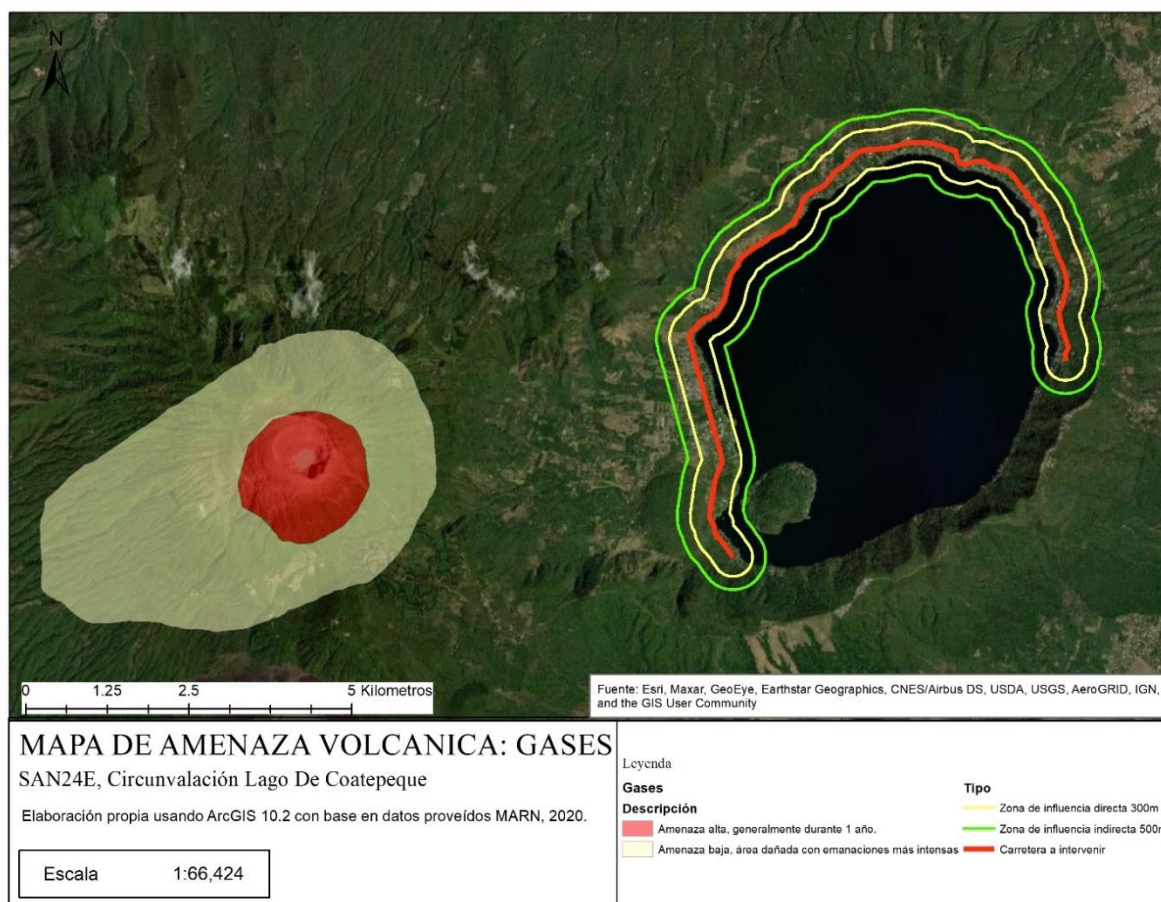 N
0 1.25 2.5 5 Kilometros
Fuente: Esri, Maxar, GeoEye, Earthstar Geographics, CNES/Airbus DS, USDA, USGS, AeroGRID, IGN,
and the GIS User Community
MAPA DE AMENAZA VOLCANICA: GASES
SAN24E, Circunvalación Lago De Coatepeque
Elaboración propia usando ArcGIS 10.2 con base en datos proveídos MARN, 2020.
Escala 1:66,424
Leyenda
Gases
Descripción
Amenaza alta, generalmente durante 1 año.
Amenaza baja, área dañada con emanaciones más intensas
Tipo
Zona de influencia directa 300m
Zona de influencia indirecta 500m
Carretera a intervenir